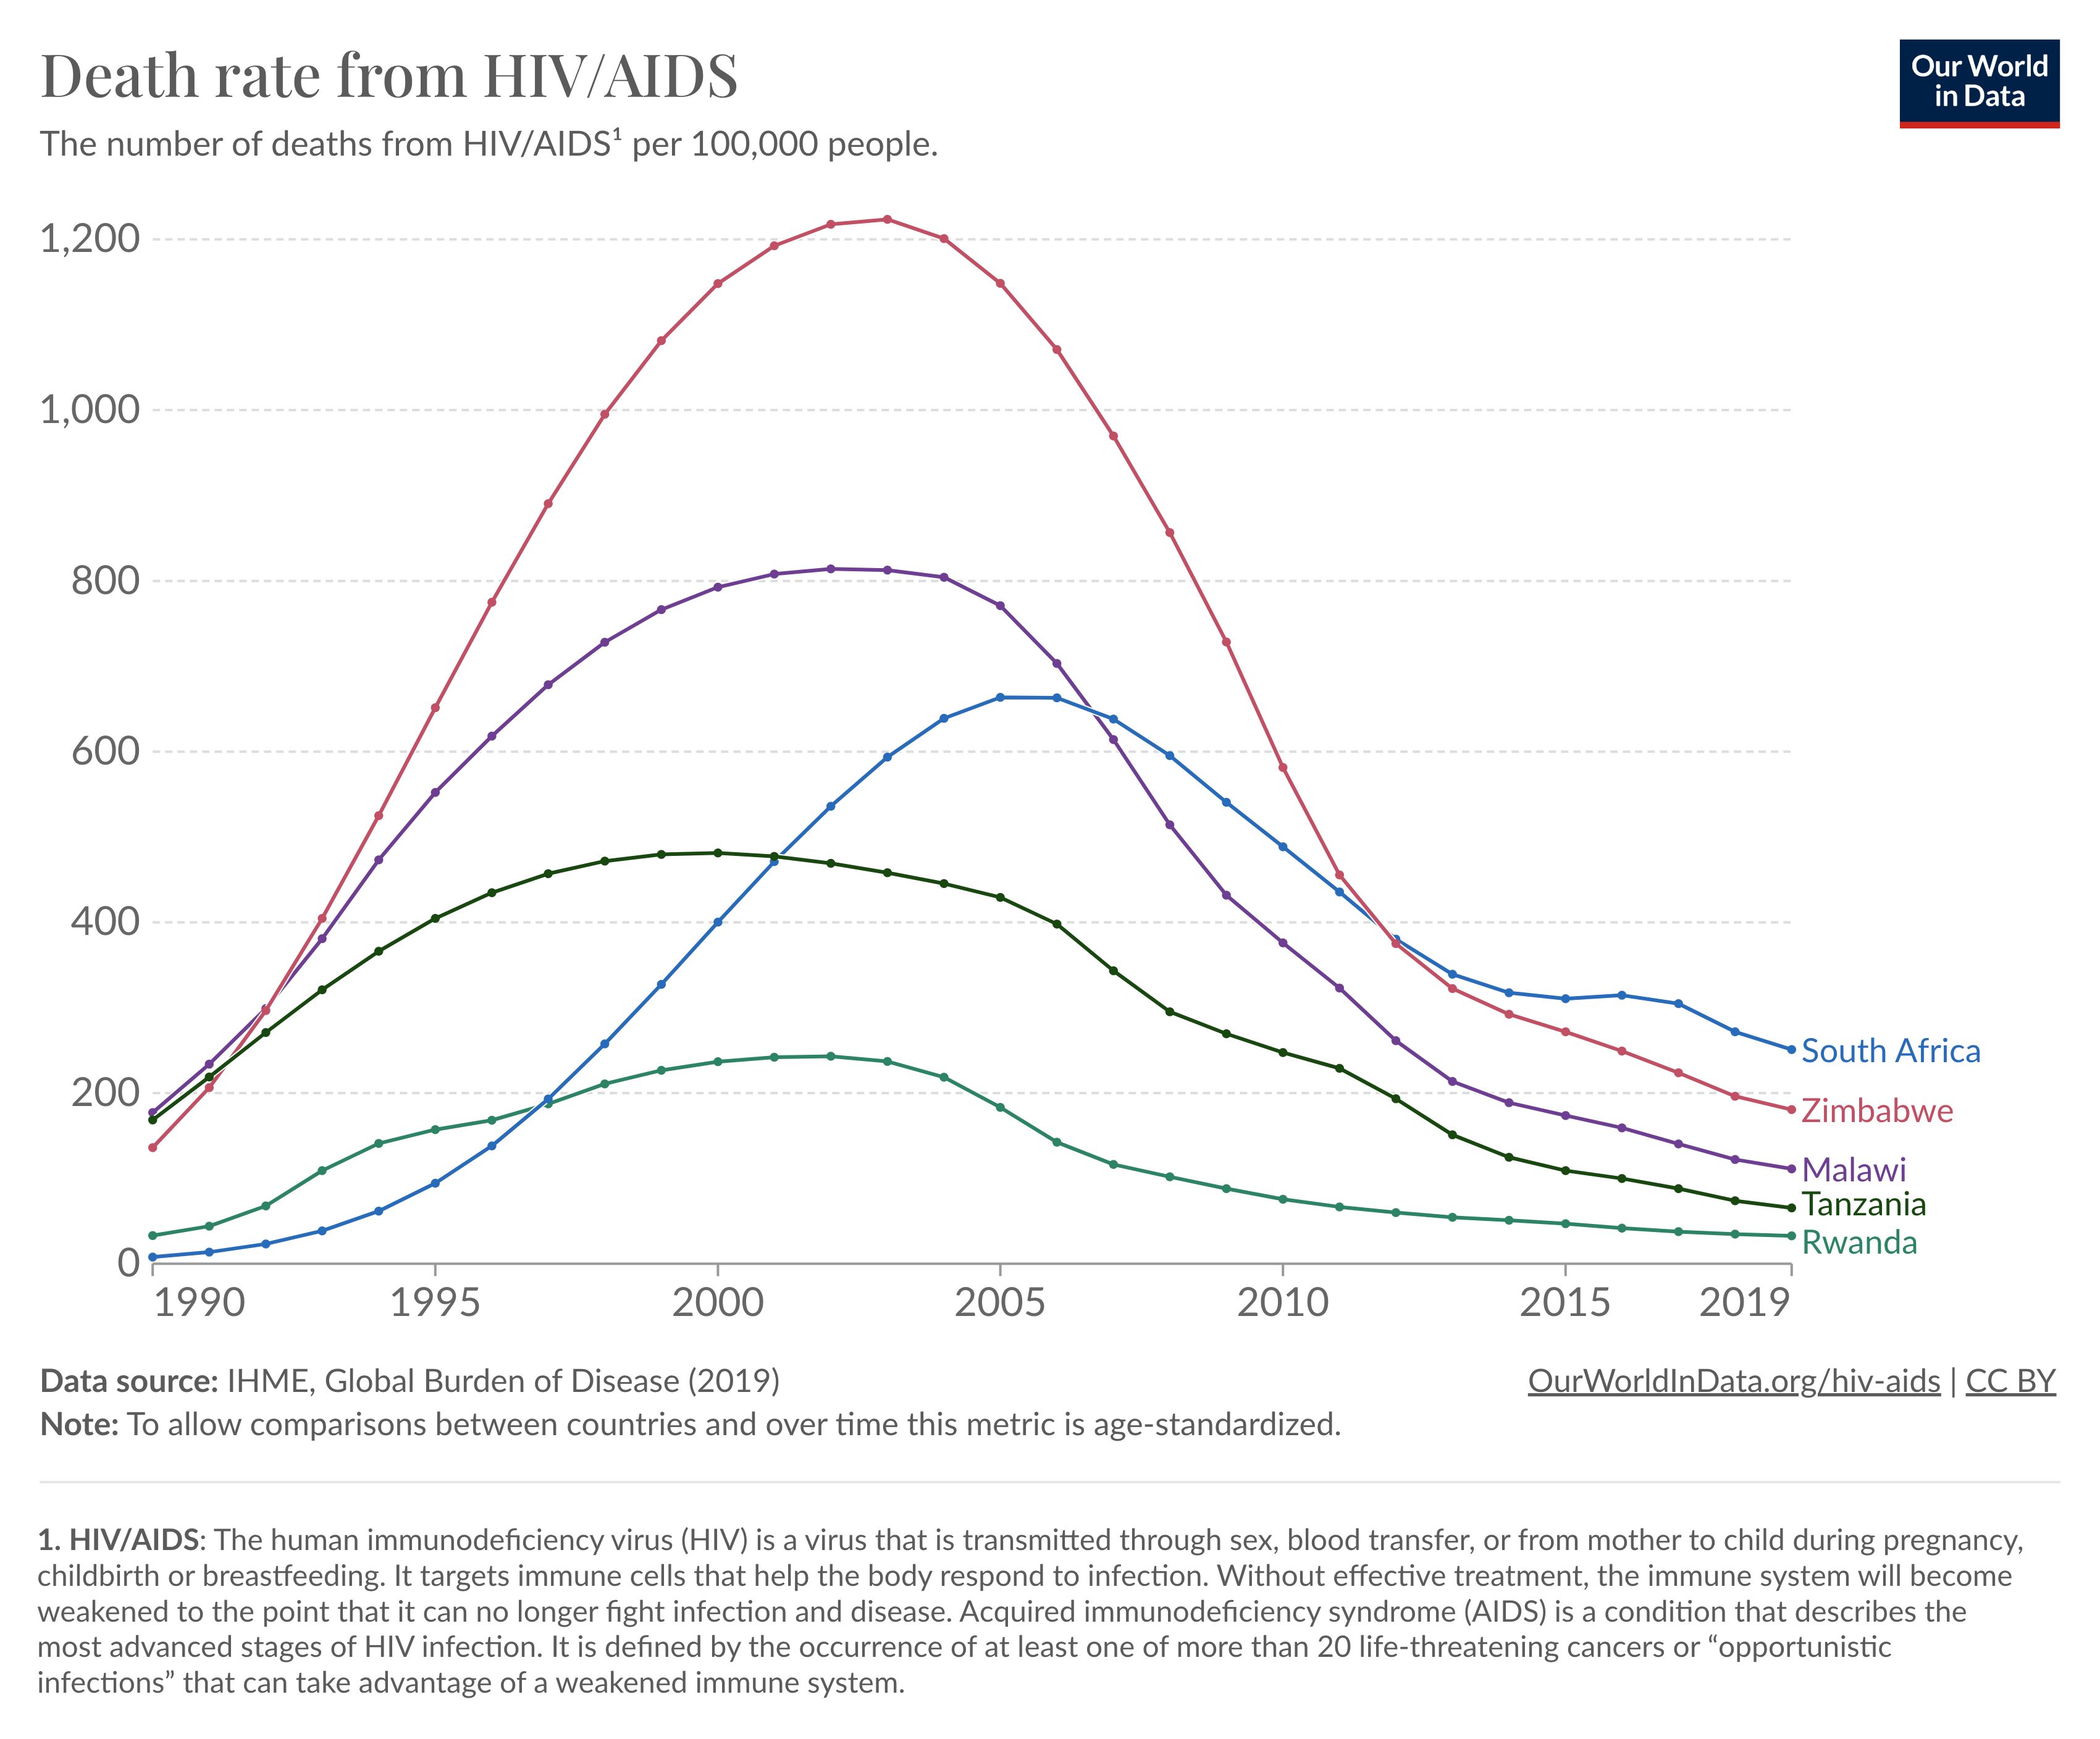 Death rate from HIV/AIDS
The number of deaths from HIV/AIDS¹ per 100,000 people.
Our World
in Data
1,200
1,000
800
600
400
200
0
South Africa
Zimbabwe
Malawi
Tanzania
Rwanda
1990
1995
2000
2005
2010
2015
2019
Data source: IHME, Global Burden of Disease (2019)
OurWorldInData.org/hiv-aids | CC BY
Note: To allow comparisons between countries and over time this metric is age-standardized.
1. HIV/AIDS: The human immunodeficiency virus (HIV) is a virus that is transmitted through sex, blood transfer, or from mother to child during pregnancy,
childbirth or breastfeeding. It targets immune cells that help the body respond to infection. Without effective treatment, the immune system will become
weakened to the point that it can no longer fight infection and disease. Acquired immunodeficiency syndrome (AIDS) is a condition that describes the
most advanced stages of HIV infection. It is defined by the occurrence of at least one of more than 20 life-threatening cancers or “opportunistic
infections” that can take advantage of a weakened immune system.